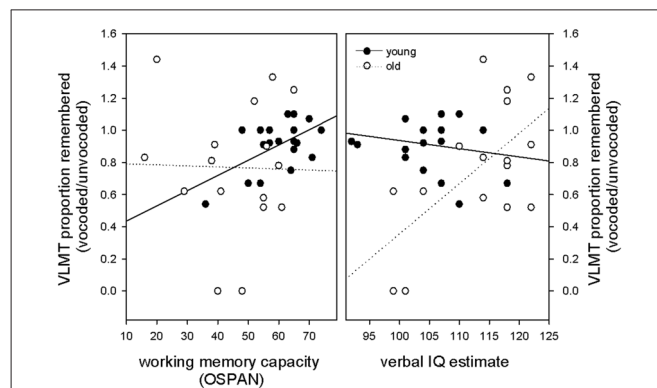 VLMT proportion remembered
(vocoded/unvocoded)
1.6
1.4
1.2
1.0
0.8
0.6
0.4
0.2
0.0
10 20 30 40 50 60 70
working memory capacity
(OSPAN)
young
old
95 100 105 110 115 120 125
verbal IQ estimate
1.6
1.4
1.2
1.0
0.8
0.6
0.4
0.2
0.0
VLMT proportion remembered
(vocoded/unvocoded)